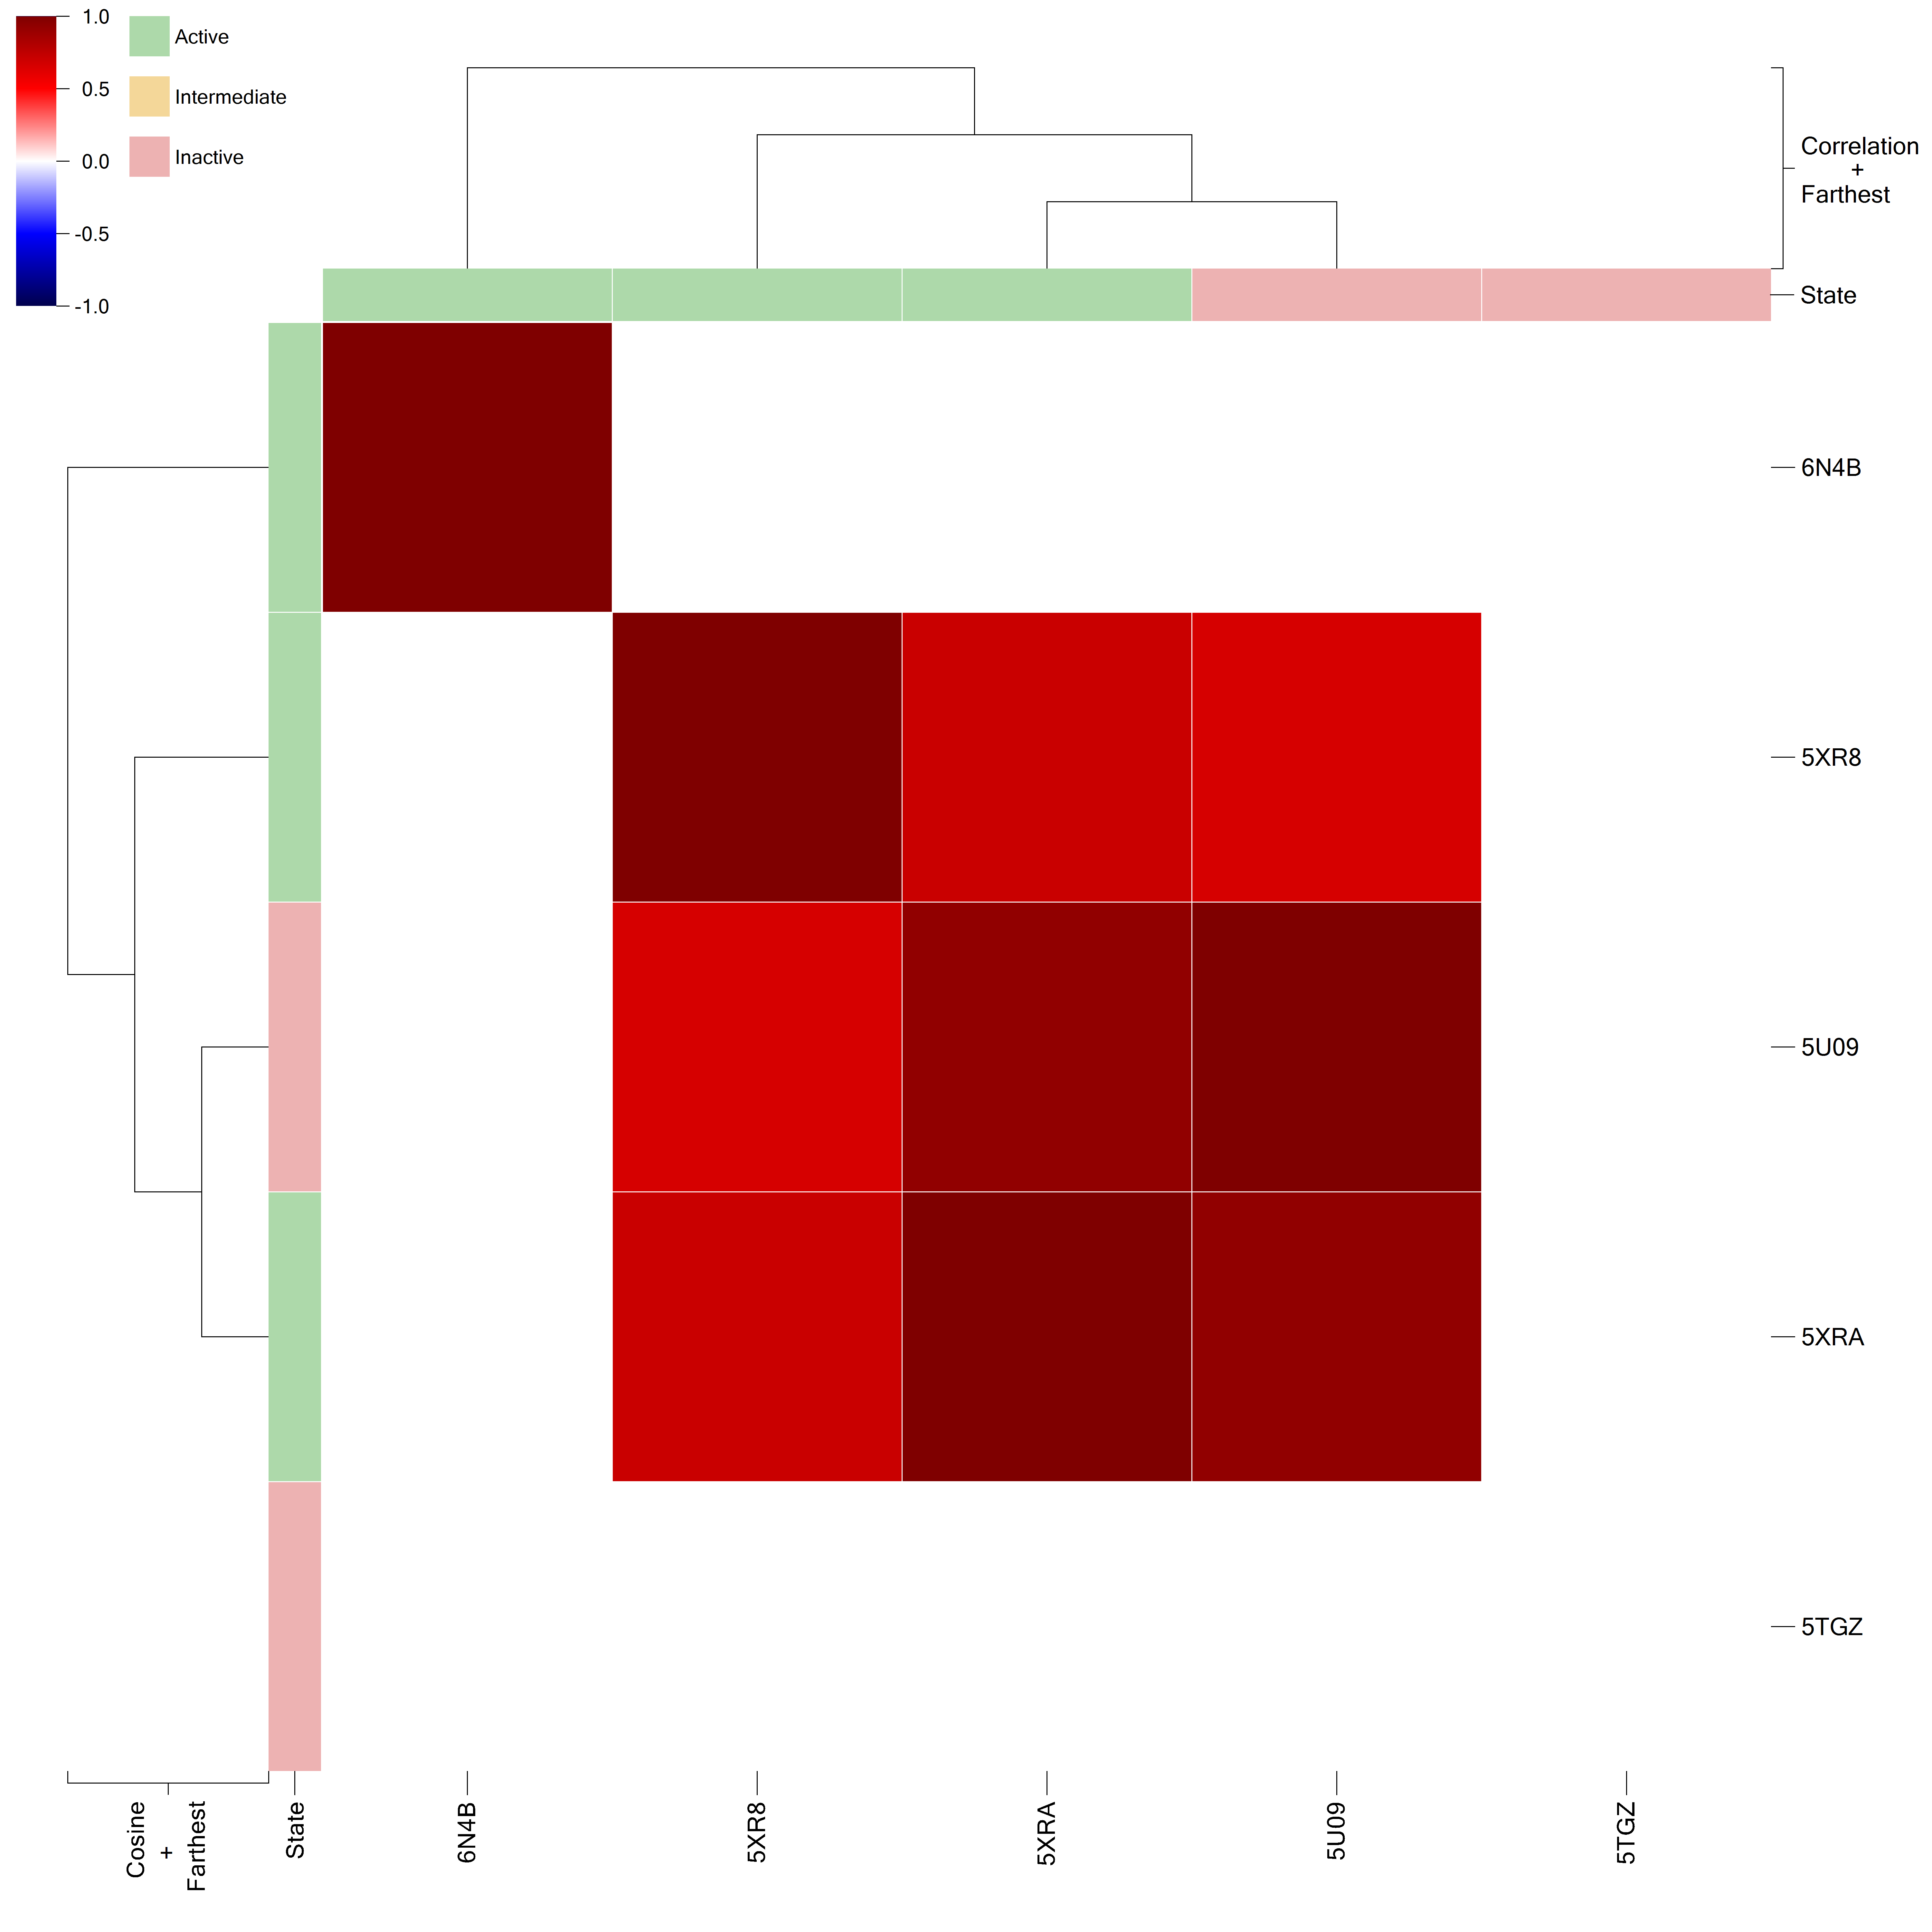 1.0
0.5
0.0
-0.5
-1.0
Active
Intermediate
Inactive
Correlation
+
Farthest
State
6N4B
5XR8
5U09
5XRA
5TGZ
Cosine
+
Farthest
State
6N4B
5XR8
5XRA
5U09
5TGZ